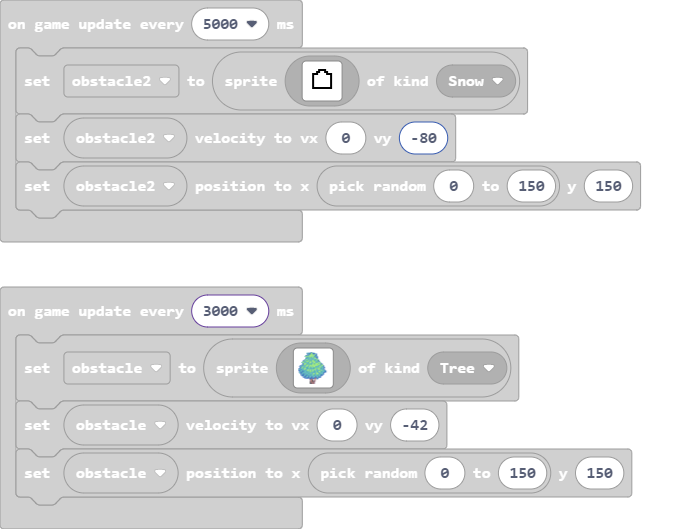 on game update every 5000 ms
set obstacle2 to sprite of kind Snow
set obstacle2 velocity to vx 0 vy -80
set obstacle2 position to x pick random 0 to 150 y 150
on game update every 3000 ms
set obstacle to sprite of kind Tree
set obstacle velocity to vx 0 vy -42
set obstacle position to x pick random 0 to 150 y 150